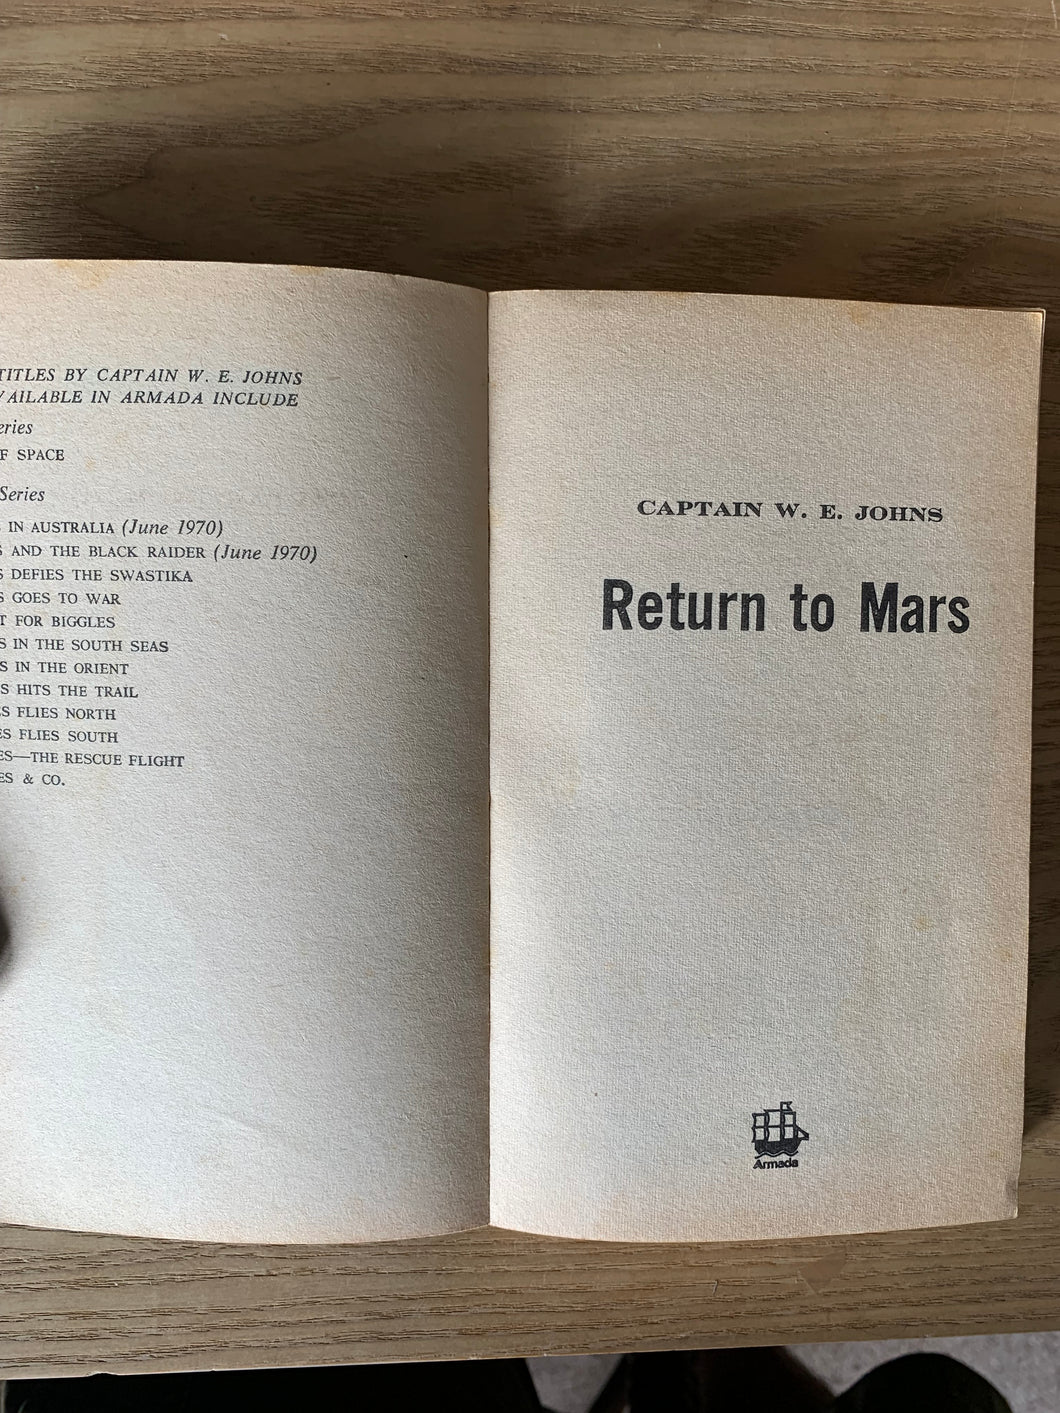 TITLES BY CAPTAIN W. E. JOHNS
AILABLE IN ARMADA INCLUDE
eries
F SPACE
Series
S IN AUSTRALIA (June 1970)
S AND THE BLACK RAIDER (June 1970)
S DEFIES THE SWASTIKA
S GOES TO WAR
T FOR BIGGLES
S IN THE SOUTH SEAS
S IN THE ORIENT
S HITS THE TRAIL
ES FLIES NORTH
ES FLIES SOUTH
ES—THE RESCUE FLIGHT
ES & CO.
CAPTAIN W. E. JOHNS
Return to Mars
Armada